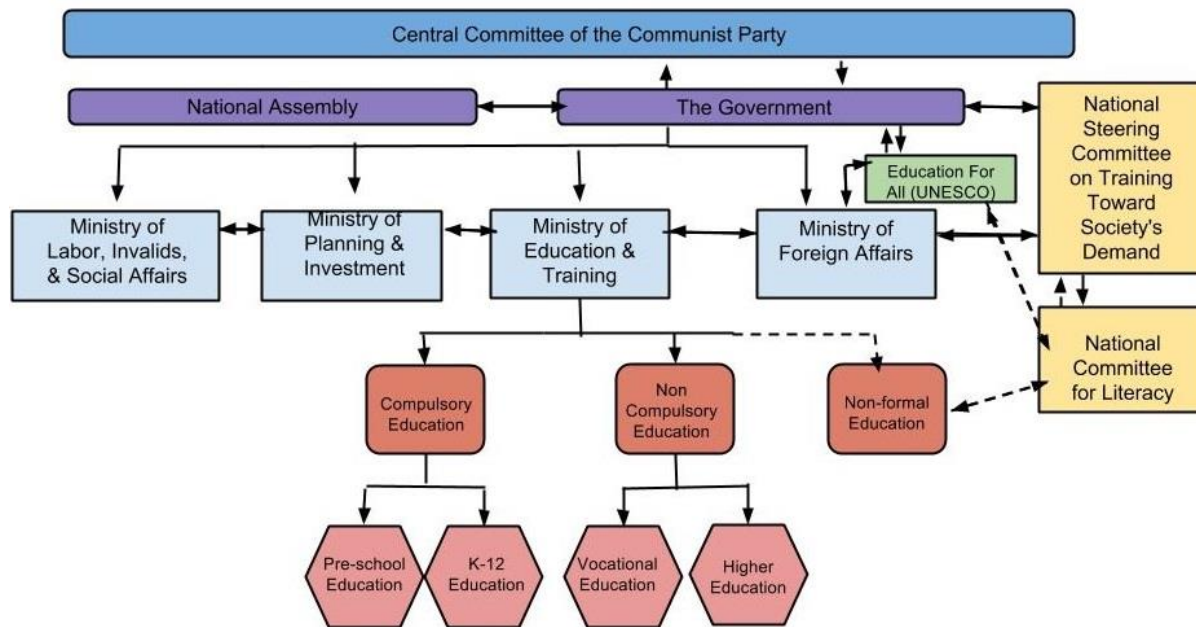 Central Committee of the Communist Party
National Assembly
The Government
National
Steering
Committee
on Training
Toward
Society's
Demand
Education For
All (UNESCO)
Ministry of
Labor, Invalids,
& Social Affairs
Ministry of
Planning &
Investment
Ministry of
Education &
Training
Ministry of
Foreign Affairs
National
Committee
for Literacy
Compulsory
Education
Non
Compulsory
Education
Non-formal
Education
Pre-school
Education
K-12
Education
Vocational
Education
Higher
Education